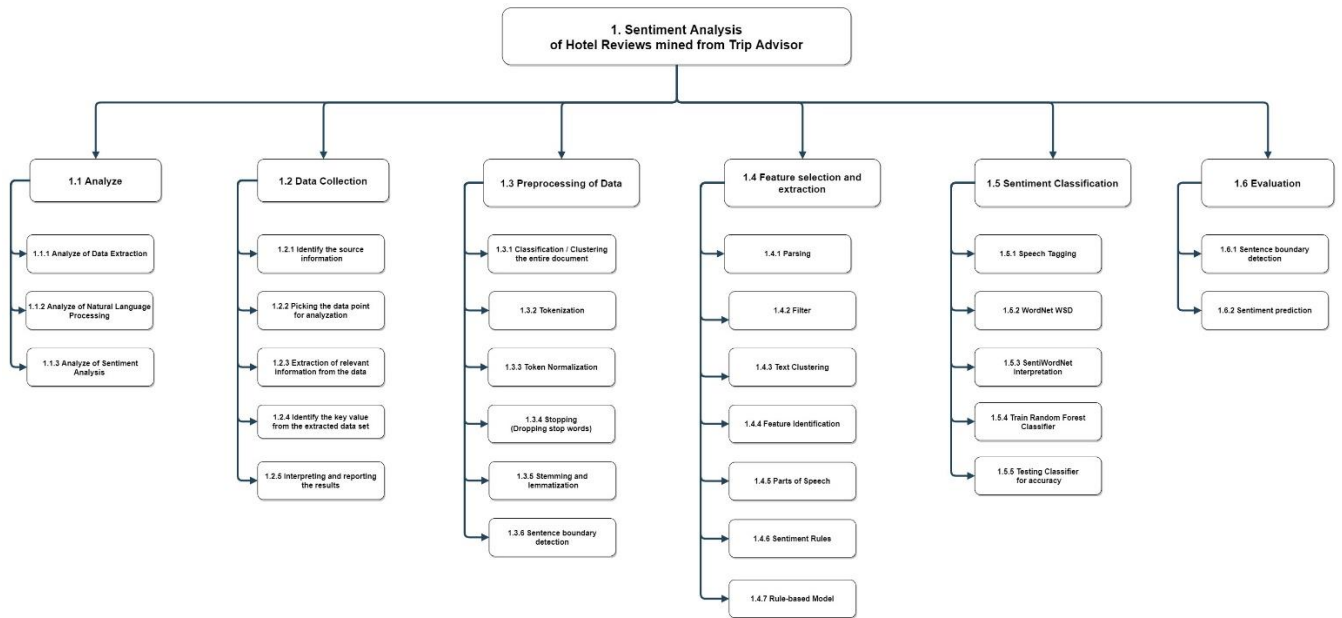 1. Sentiment Analysis
of Hotel Reviews mined from Trip Advisor
1.1 Analyze
1.1.1 Analyze of Data Extraction
1.1.2 Analyze of Natural Language
Processing
1.1.3 Analyze of Sentiment
Analysis
1.2 Data Collection
1.2.1 Identify the source
information
1.2.2 Picking the data point
for analyzation
1.2.3 Extraction of relevant
Information from the data
1.2.4 Identify the key value
from the extracted data set
1.2.5 Interpreting and reporting
the results
1.3 Preprocessing of Data
1.3.1 Classification / Clustering
the entire document
1.3.2 Tokenization
1.3.3 Token Normalization
1.3.4 Stopping
(Dropping stop words)
1.3.5 Stemming and
lemmatization
1.3.6 Sentence boundary
detection
1.4 Feature selection and
extraction
1.4.1 Parsing
1.4.2 Filter
1.4.3 Text Clustering
1.4.4 Feature Identification
1.4.5 Parts of Speech
1.4.6 Sentiment Rules
1.4.7 Rule-based Model
1.5 Sentiment Classification
1.5.1 Speech Tagging
1.5.2 WordNet WSD
1.5.3 SentiWordNet
Interpretation
1.5.4 Train Random Forest
Classifier
1.5.5 Testing Classifier
for accuracy
1.6 Evaluation
1.6.1 Sentence boundary
detection
1.6.2 Sentiment prediction